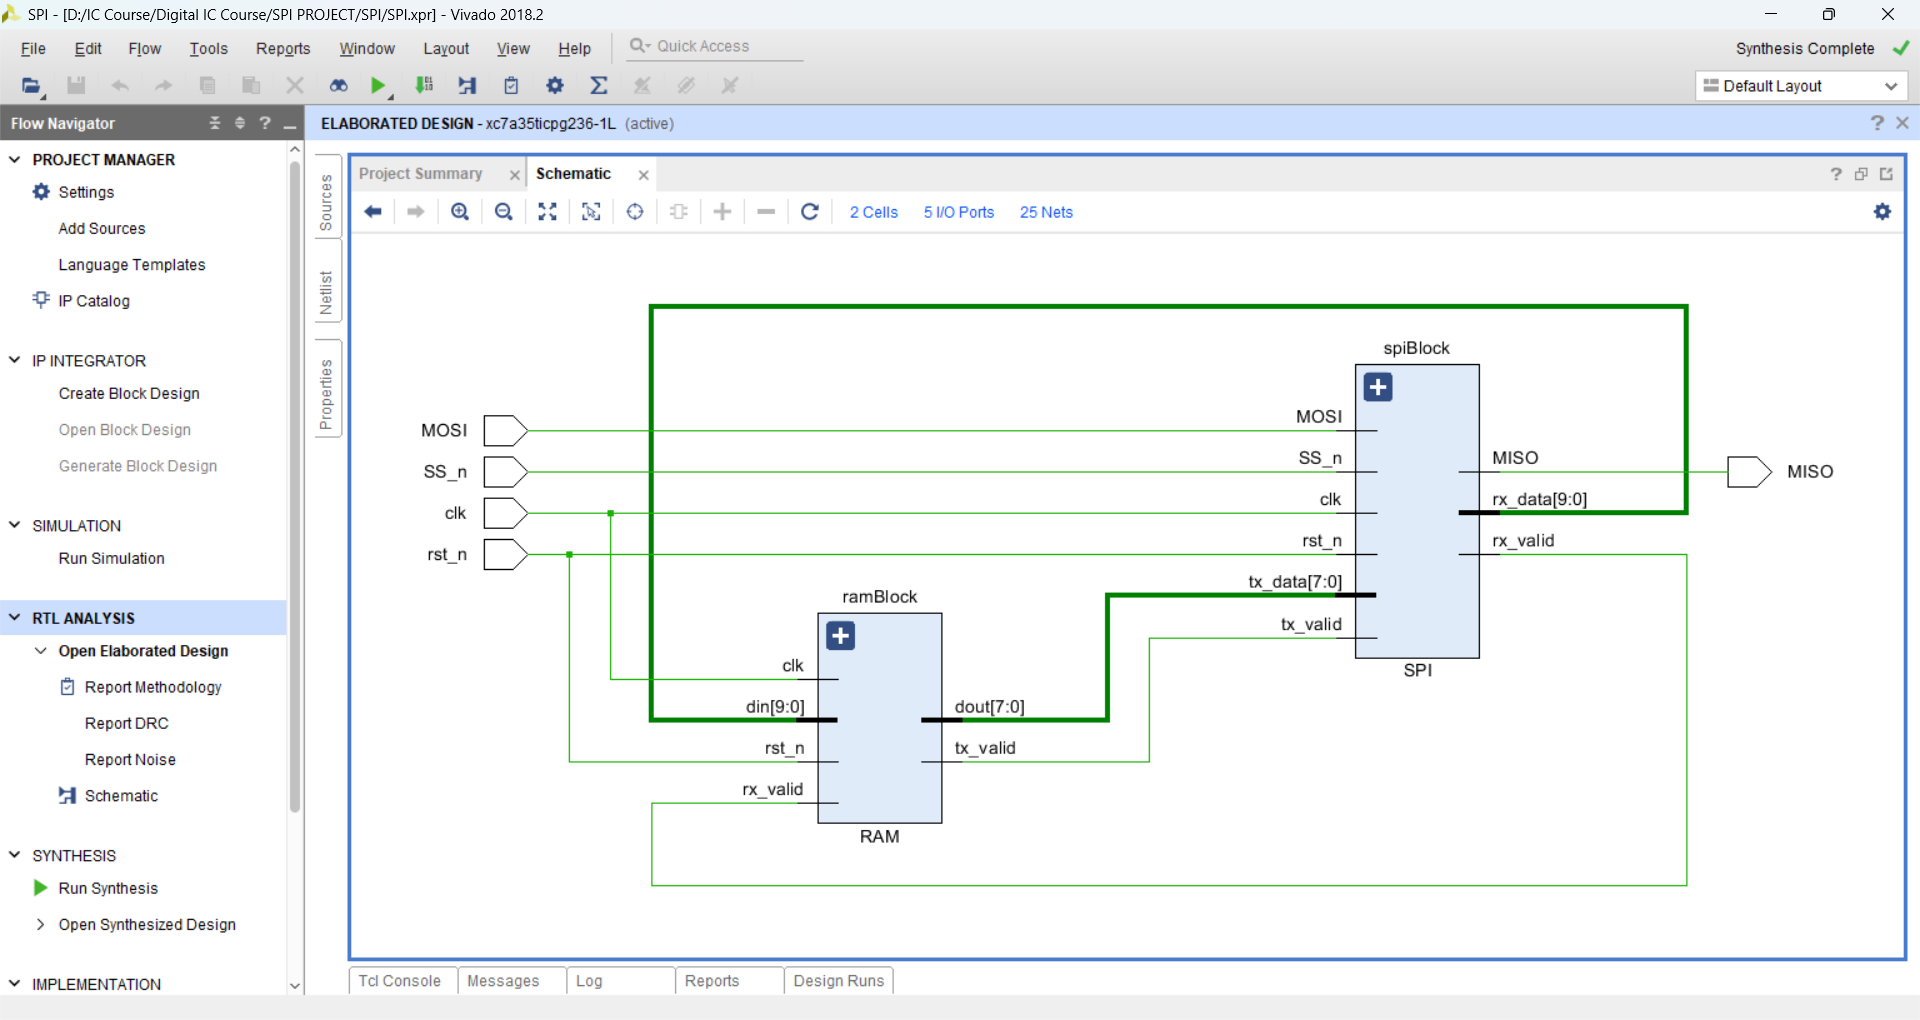 SPI - [D:/IC Course/Digital IC Course/SPI PROJECT/SPI/SPI.xpr] - Vivado 2018.2
File Edit Flow Tools Reports Window Layout View Help Quick Access
Synthesis Complete
Default Layout
Flow Navigator
ELABORATED DESIGN - xc7a35ticpg236-1L (active)
PROJECT MANAGER
Settings
Add Sources
Language Templates
IP Catalog
IP INTEGRATOR
Create Block Design
Open Block Design
Generate Block Design
SIMULATION
Run Simulation
RTL ANALYSIS
Open Elaborated Design
Report Methodology
Report DRC
Report Noise
Schematic
SYNTHESIS
Run Synthesis
Open Synthesized Design
IMPLEMENTATION
Sources
Netlist
Properties
Project Summary
Schematic
2 Cells 5 I/O Ports 25 Nets
MOSI
SS_n
clk
rst_n
ramBlock
clk
din[9:0]
rst_n
rx_valid
dout[7:0]
tx_valid
RAM
spiBlock
MOSI
SS_n
clk
rst_n
tx_data[7:0]
tx_valid
MISO
rx_data[9:0]
rx_valid
SPI
MISO
Tcl Console Messages Log Reports Design Runs